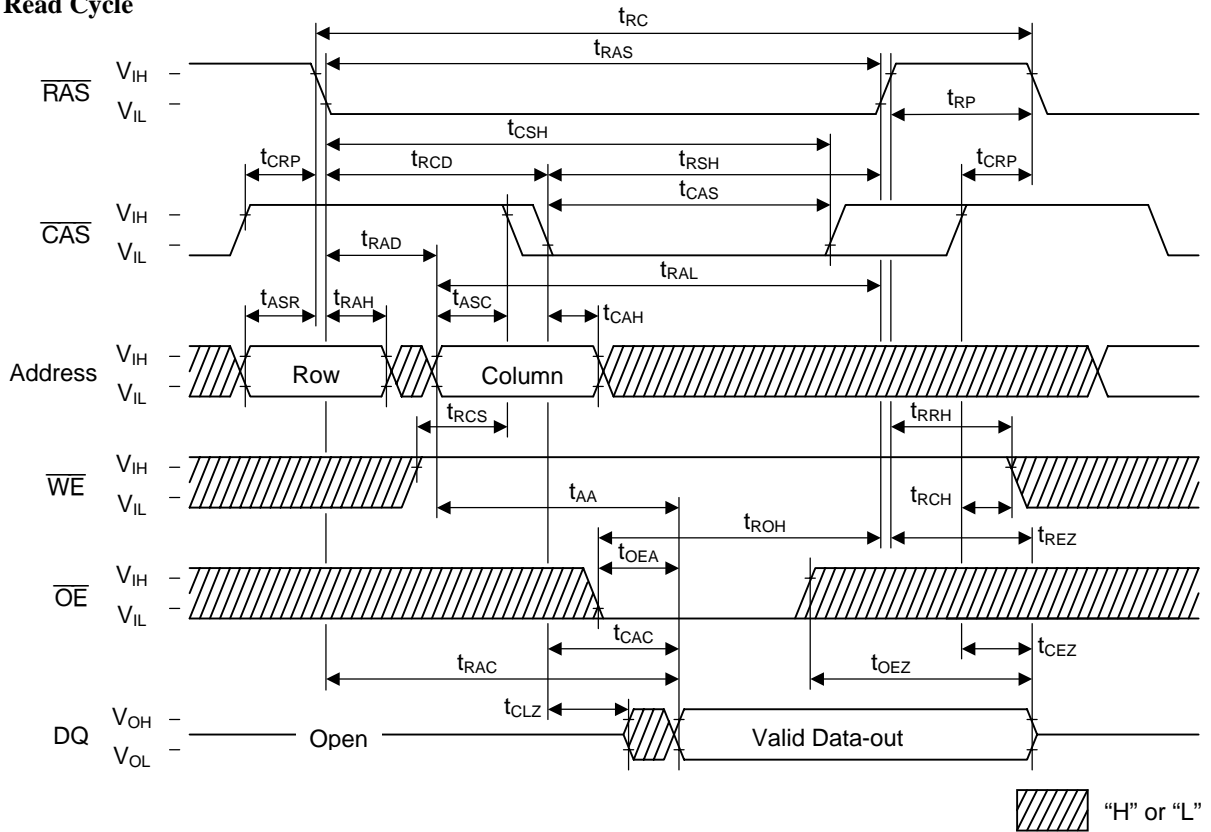 Read Cycle
tRC
tRAS
RAS
VIH
VIL
tRP
tCSH
tCRP
tRCD
tRSH
tCRP
tCAS
CAS
VIH
VIL
tRAD
tRAL
tASR
tRAH
tASC
tCAH
Address
VIH
VIL
Row
Column
tRCS
tRRH
WE
VIH
VIL
tAA
tRCH
tROH
tREZ
tOEA
OE
VIH
VIL
tCAC
tCEZ
tRAC
tOEZ
tCLZ
DQ
VOH
VOL
Open
Valid Data-out
“H” or “L”